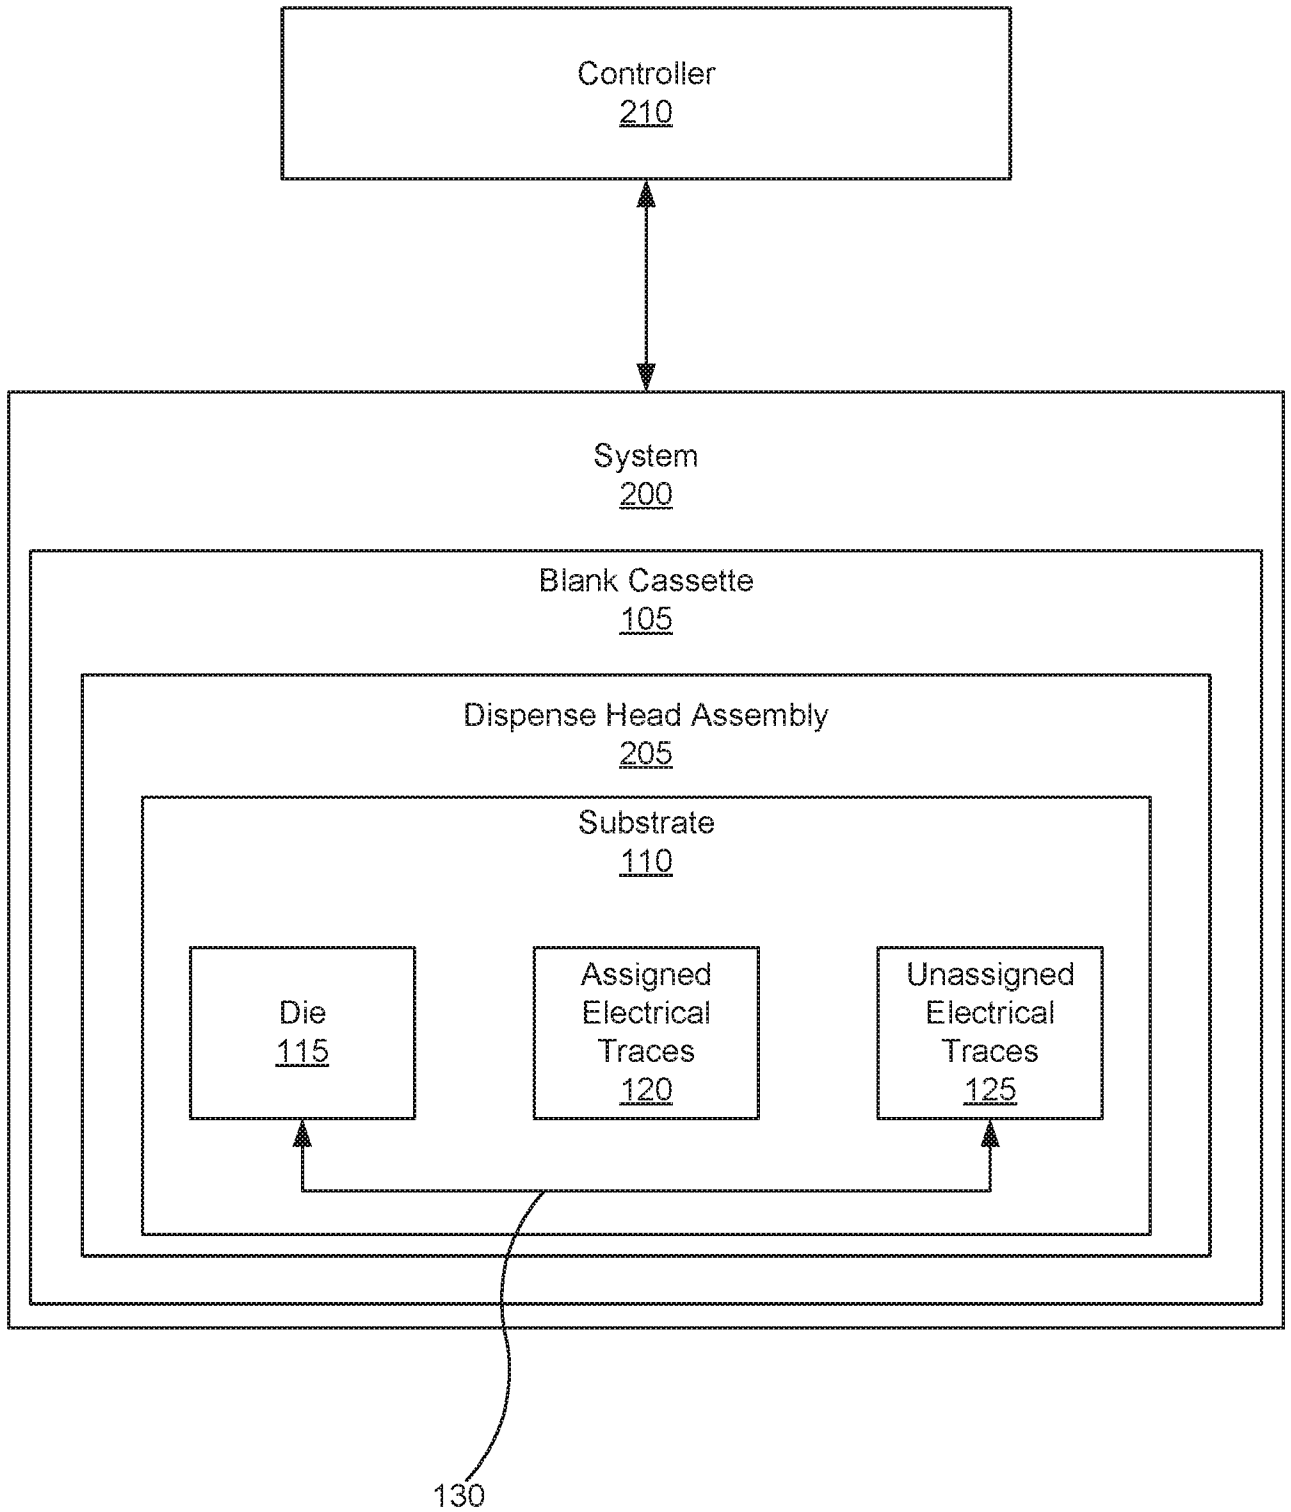 Controller
210
System
200
Blank Cassette
105
Dispense Head Assembly
205
Substrate
110
Die
115
Assigned
Electrical
Traces
120
Unassigned
Electrical
Traces
125
130